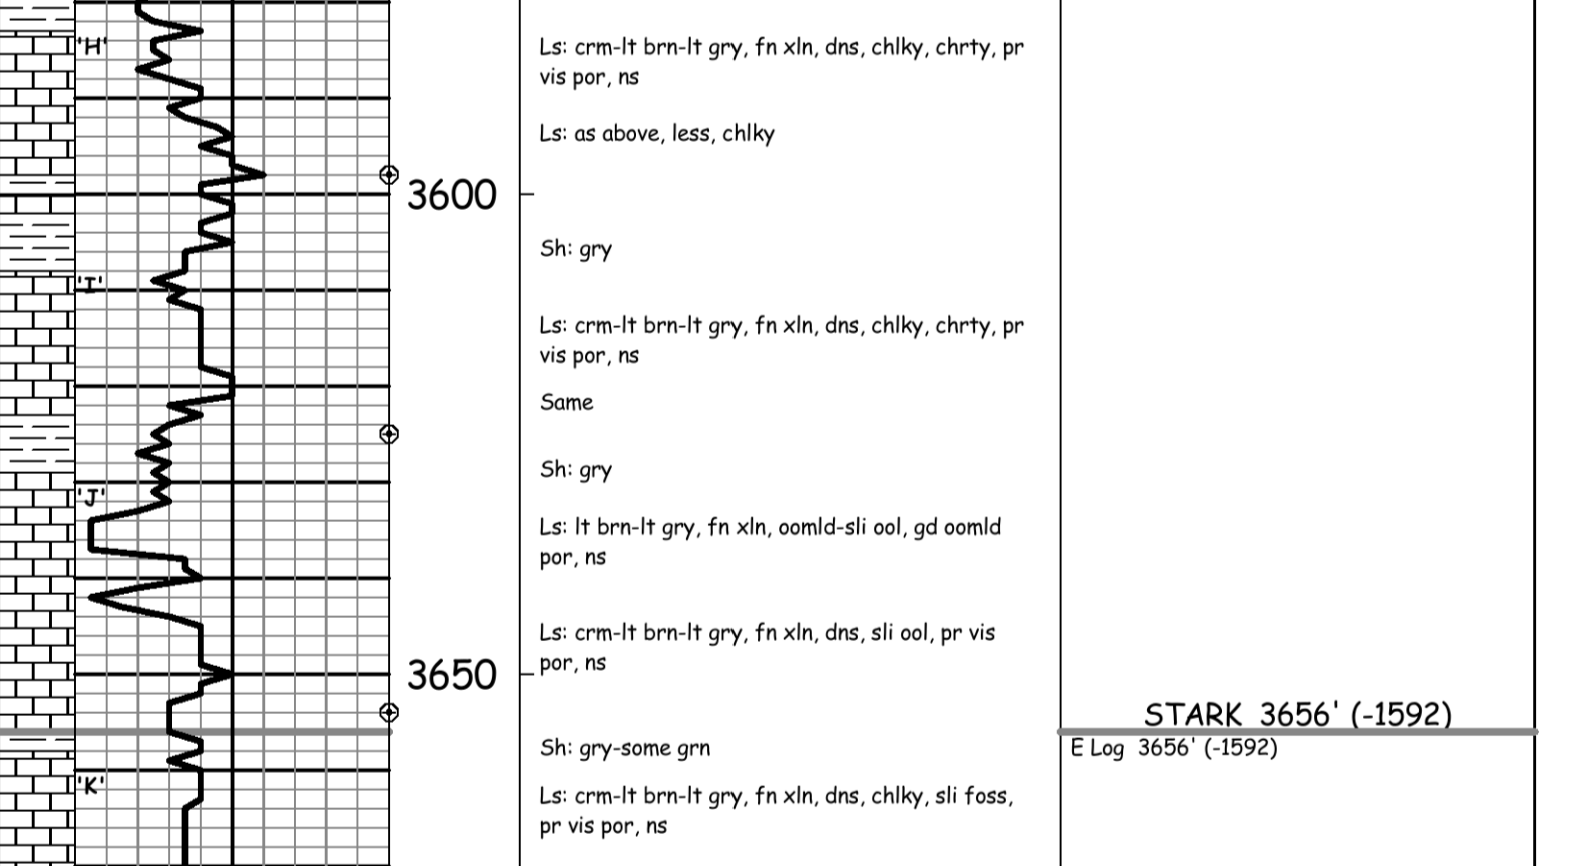 'H'
Ls: crm-lt brn-lt gry, fn xln, dns, chlky, chrty, pr
vis por, ns
Ls: as above, less, chlky
3600
Sh: gry
'I'
Ls: crm-lt brn-lt gry, fn xln, dns, chlky, chrty, pr
vis por, ns
Same
Sh: gry
'J'
Ls: lt brn-lt gry, fn xln, oomld-sli ool, gd oomld
por, ns
Ls: crm-lt brn-lt gry, fn xln, dns, sli ool, pr vis
por, ns
3650
STARK 3656' (-1592)
E Log 3656' (-1592)
Sh: gry-some grn
'K'
Ls: crm-lt brn-lt gry, fn xln, dns, chlky, sli foss,
pr vis por, ns